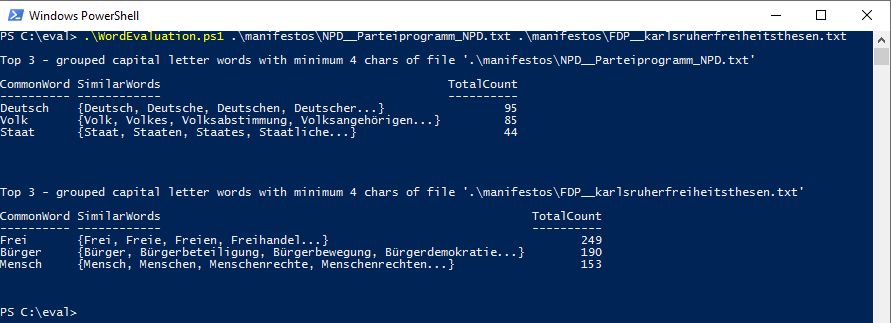 Windows PowerShell
PS C:\eval> .\WordEvaluation.ps1 .\manifestos\NPD__Parteiprogramm_NPD.txt .\manifestos\FDP__karlsruherfreiheitsthesen.txt
Top 3 - grouped capital letter words with minimum 4 chars of file '.\manifestos\NPD__Parteiprogramm_NPD.txt'
CommonWord SimilarWords TotalCount
---------- ------------ ----------
Deutsch {Deutsch, Deutsche, Deutschen, Deutscher...} 95
Volk {Volk, Volkes, Volksabstimmung, Volksangehörigen...} 85
Staat {Staat, Staaten, Staates, Staatliche...} 44
Top 3 - grouped capital letter words with minimum 4 chars of file '.\manifestos\FDP__karlsruherfreiheitsthesen.txt'
CommonWord SimilarWords TotalCount
---------- ------------ ----------
Frei {Frei, Freie, Freien, Freihandel...} 249
Bürger {Bürger, Bürgerbeteiligung, Bürgerbewegung, Bürgerdemokratie...} 190
Mensch {Mensch, Menschen, Menschenrechte, Menschenrechten...} 153
PS C:\eval>